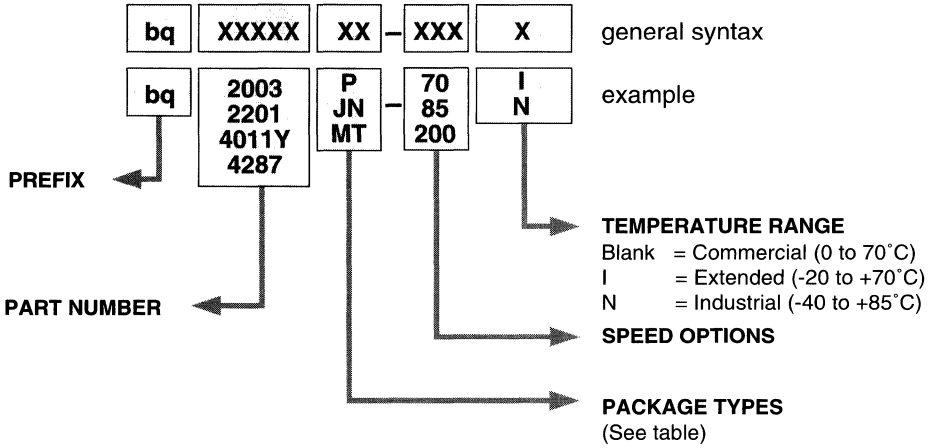 bq XXXXX XX – XXX X general syntax
bq 2003 P – 70 I example
2201 JN 85 N
4011Y MT 200
4287
PREFIX
PART NUMBER
TEMPERATURE RANGE
Blank = Commercial (0 to 70˚C)
I = Extended (-20 to +70˚C)
N = Industrial (-40 to +85˚C)
SPEED OPTIONS
PACKAGE TYPES
(See table)